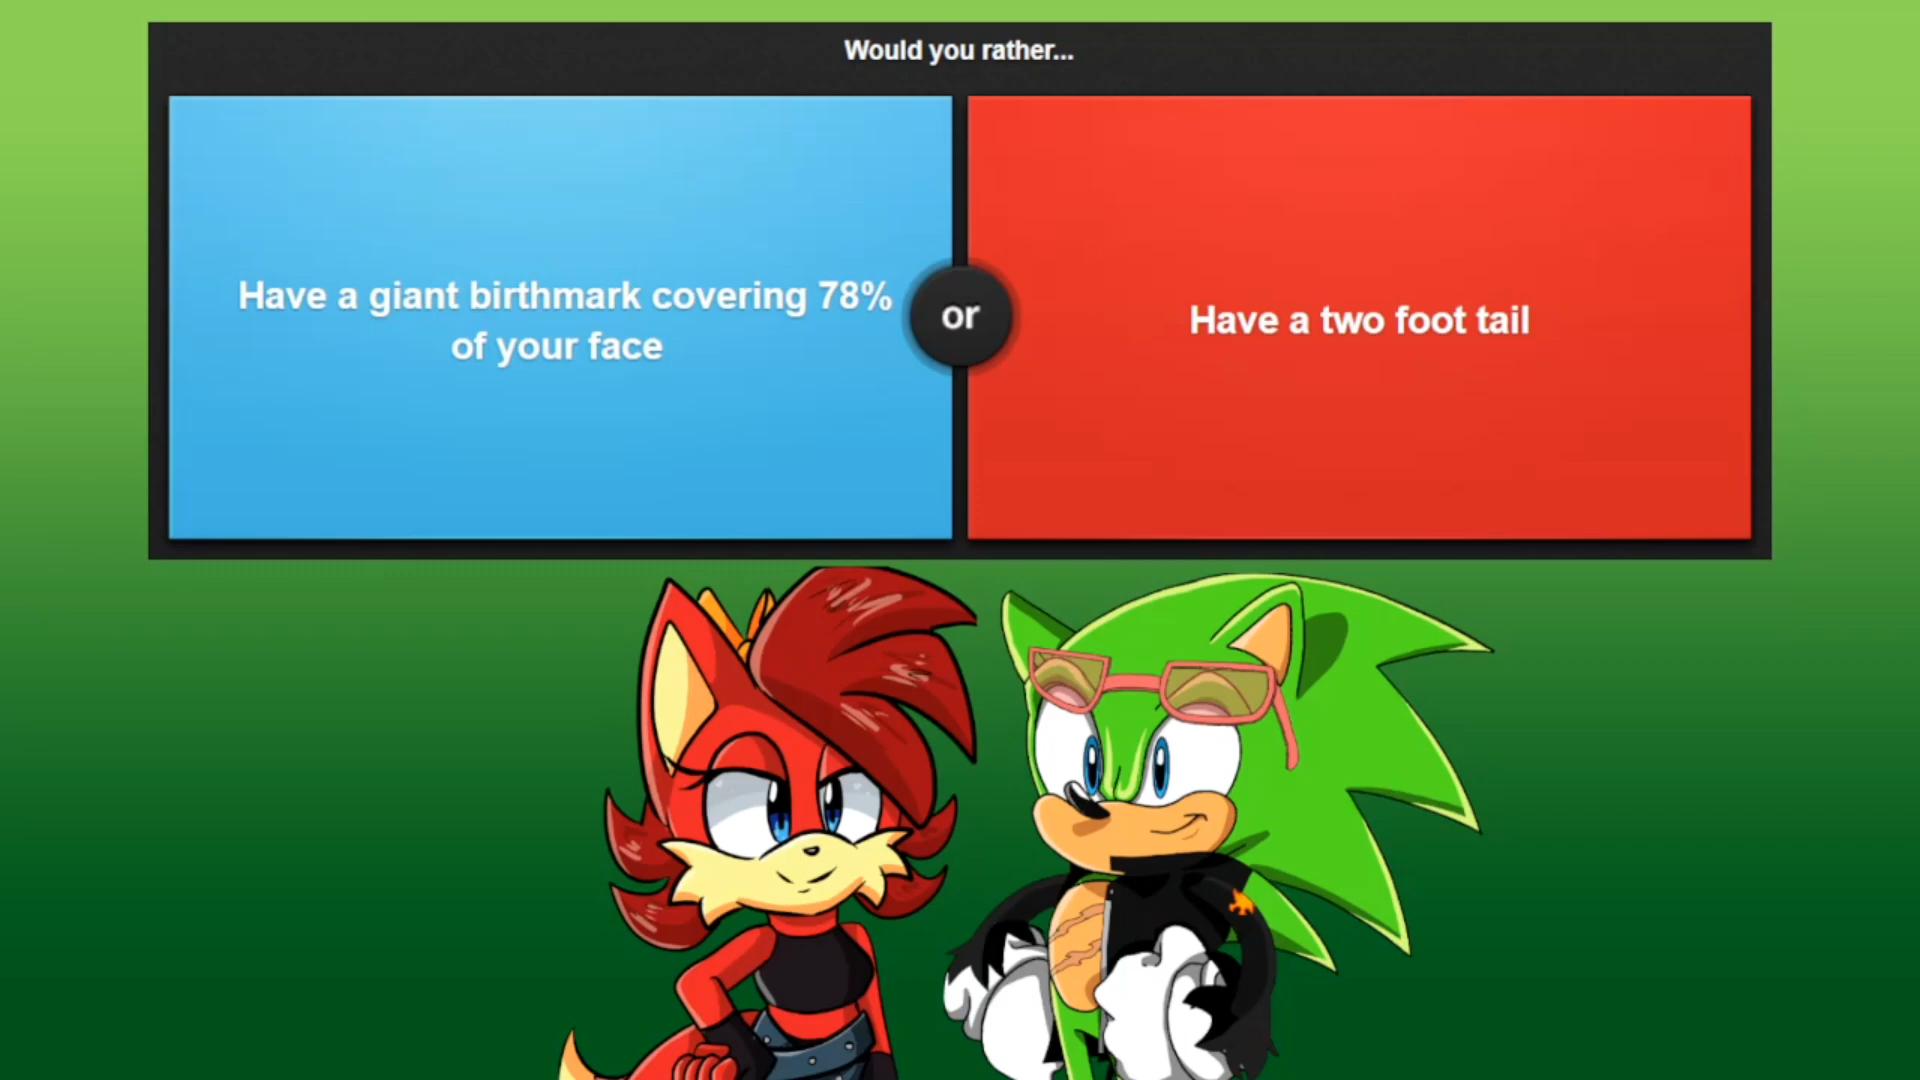 Would you rather...
Have a giant birthmark covering 78%
of your face
or
Have a two foot tail